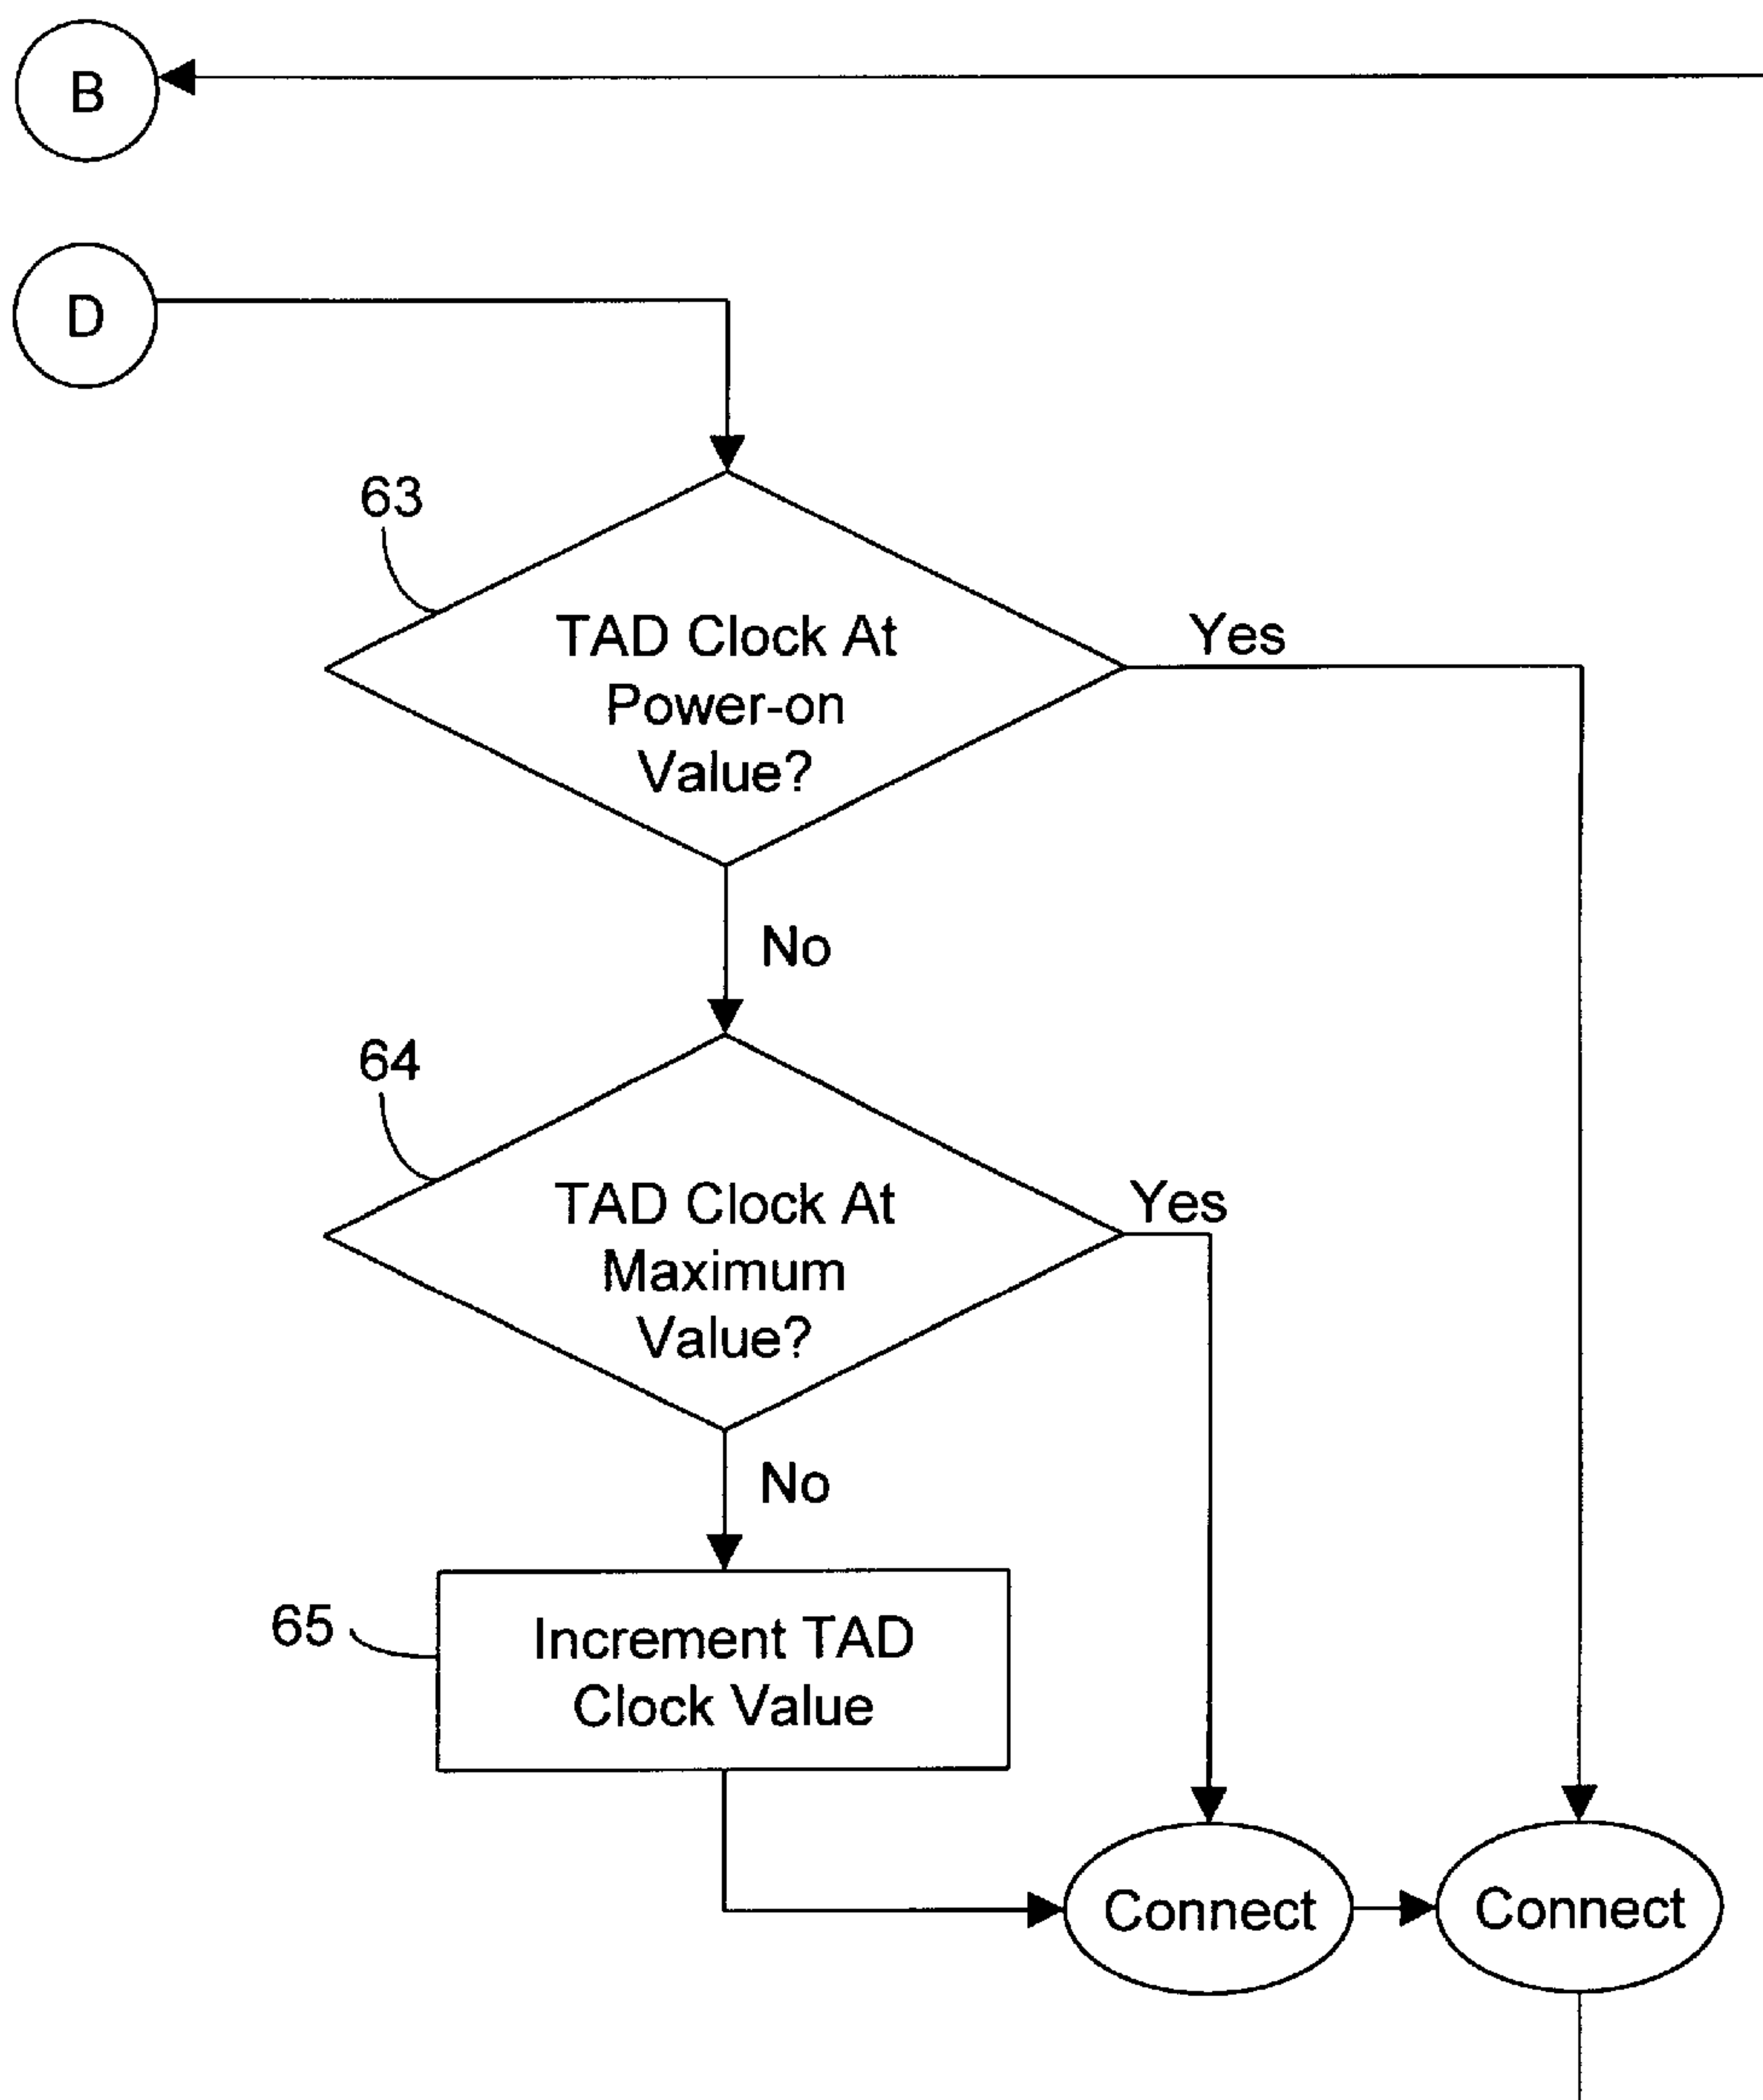 B
D
63
TAD Clock At
Power-on
Value?
Yes
No
64
TAD Clock At
Maximum
Value?
Yes
No
65
Increment TAD
Clock Value
Connect
Connect